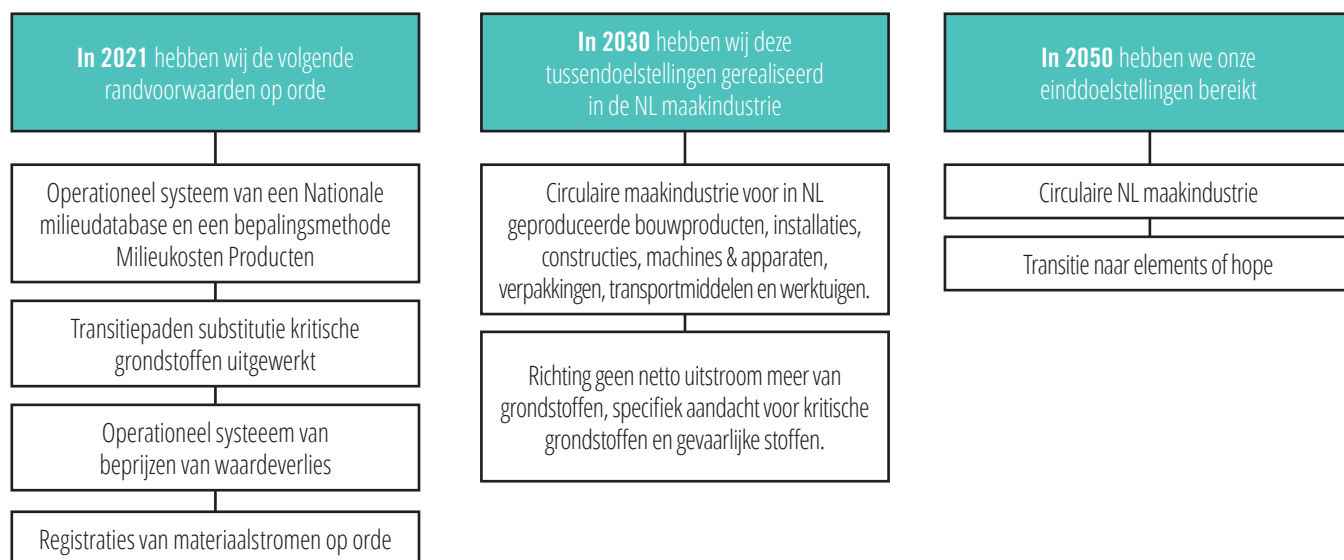 In 2021 hebben wij de volgende
randvoorwaarden op orde
Operationeel systeem van een Nationale
milieudatabase en een bepalingsmethode
Milieukosten Producten
Transitiepaden substitutie kritische
grondstoffen uitgewerkt
Operationeel systeeem van
beprijzen van waardeverlies
Registraties van materiaalstromen op orde
In 2030 hebben wij deze
tussendoelstellingen gerealiseerd
in de NL maakindustrie
Circulaire maakindustrie voor in NL
geproduceerde bouwproducten, installaties,
constructies, machines & apparaten,
verpakkingen, transportmiddelen en werktuigen.
Richting geen netto uitstroom meer van
grondstoffen, specifiek aandacht voor kritische
grondstoffen en gevaarlijke stoffen.
In 2050 hebben we onze
einddoelstellingen bereikt
Circulaire NL maakindustrie
Transitie naar elements of hope